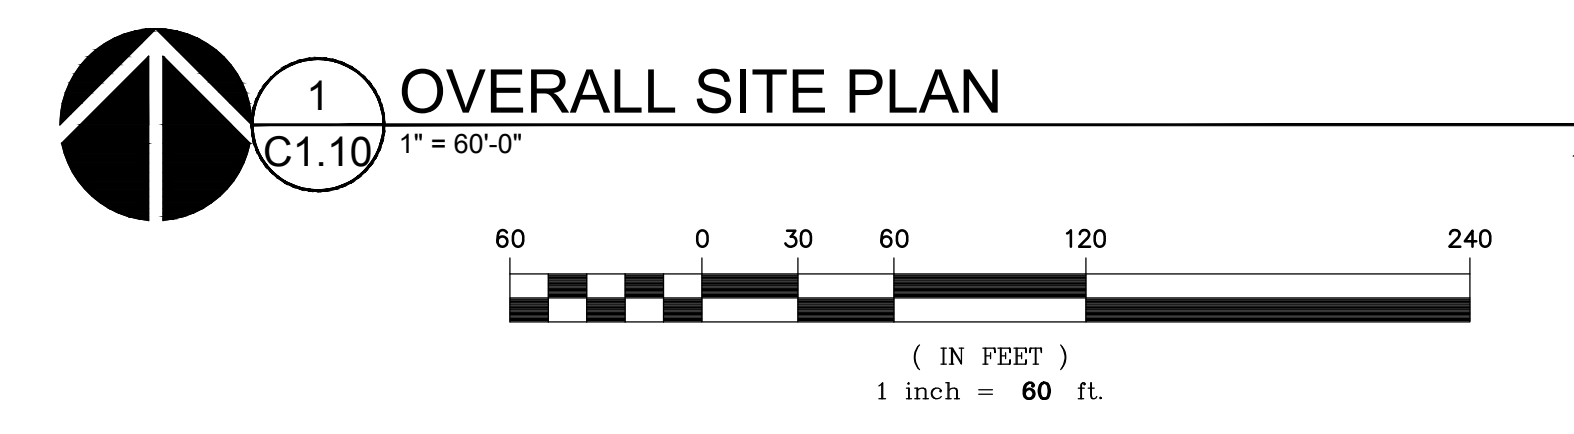 1
OVERALL SITE PLAN
C1.10
1" = 60'-0"
60 0 30 60 120 240
( IN FEET )
1 inch = 60 ft.